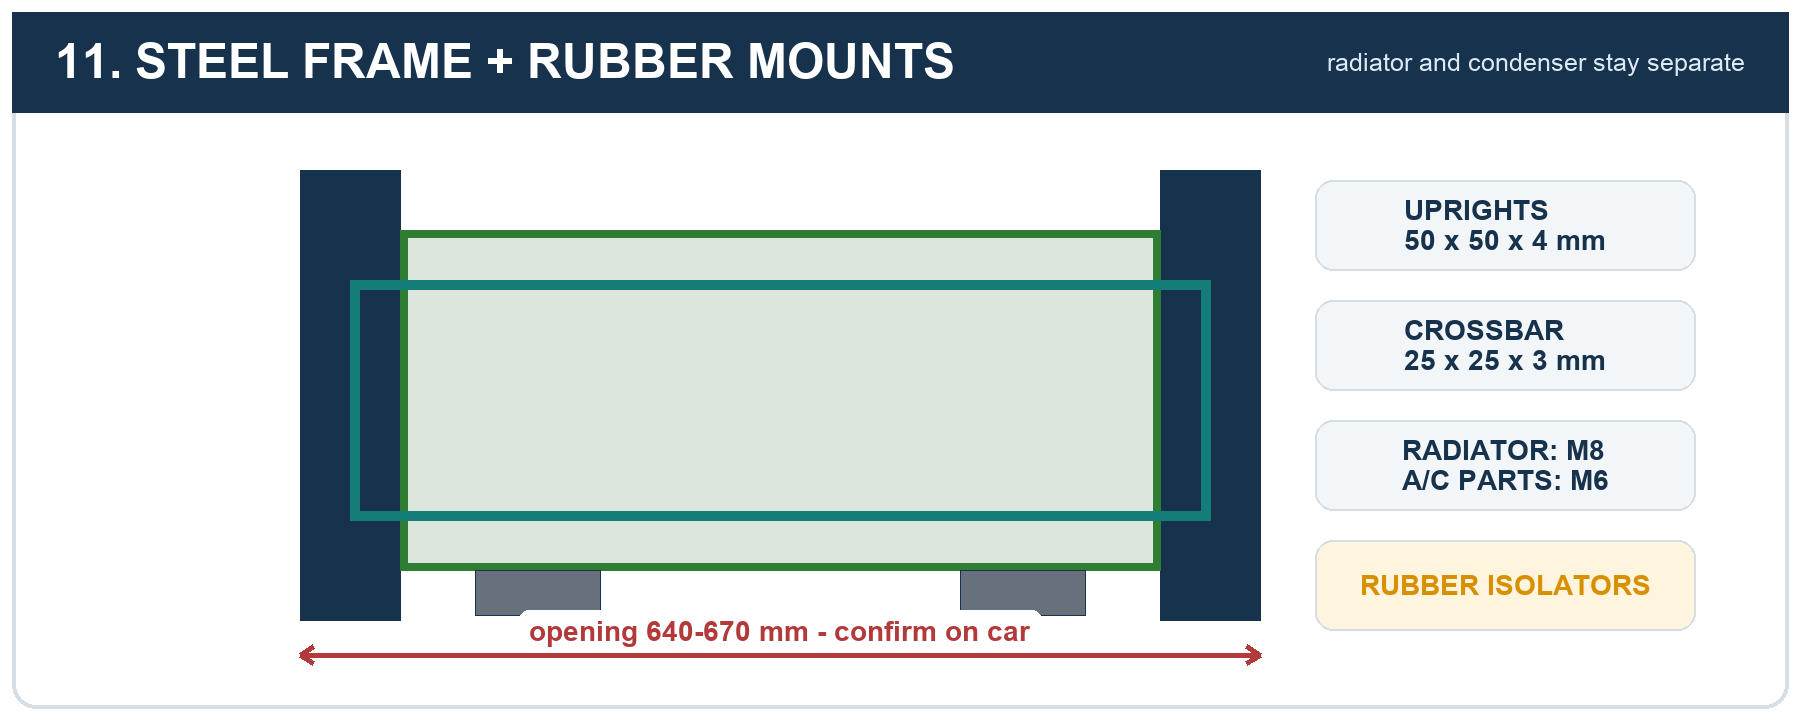 11. STEEL FRAME + RUBBER MOUNTS
radiator and condenser stay separate
UPRIGHTS
50 x 50 x 4 mm
CROSSBAR
25 x 25 x 3 mm
RADIATOR: M8
A/C PARTS: M6
RUBBER ISOLATORS
opening 640-670 mm - confirm on car